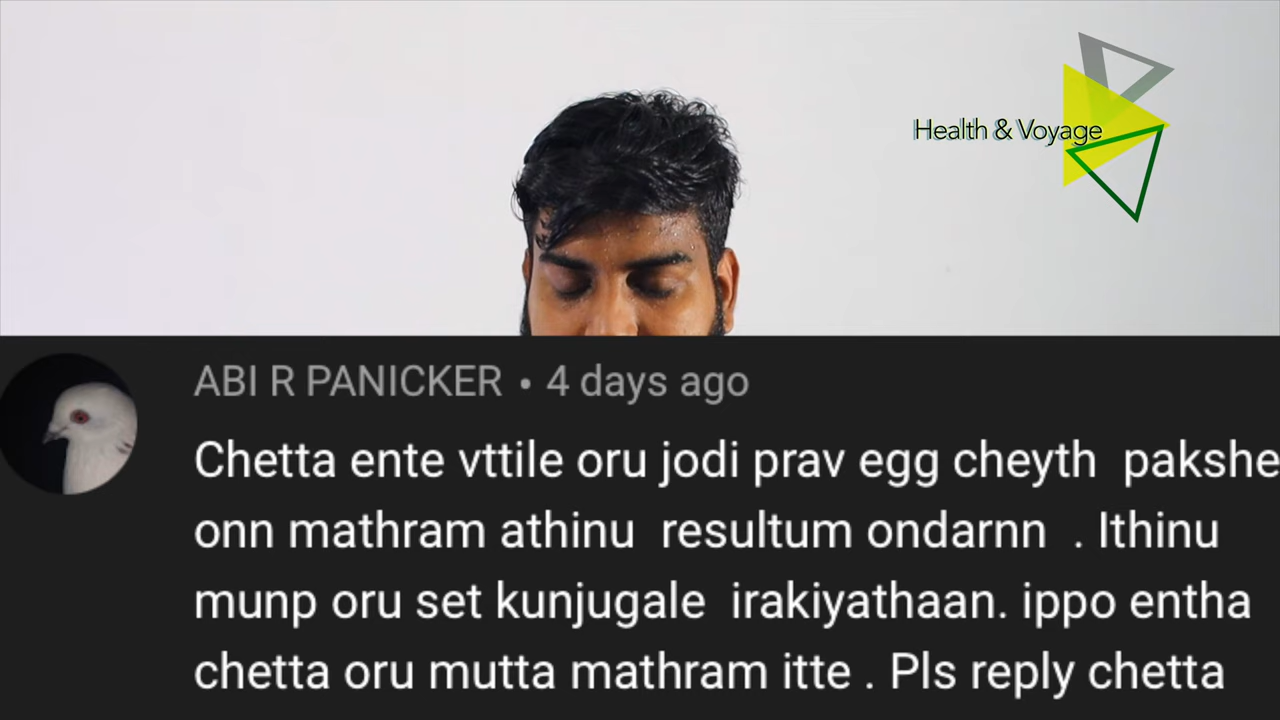 Health & Voyage
ABI R PANICKER • 4 days ago
Chetta ente vttile oru jodi prav egg cheyth pakshe
onn mathram athinu resultum ondarnn . Ithinu
munp oru set kunjugale irakiyathaan. ippo entha
chetta oru mutta mathram itte . Pls reply chetta